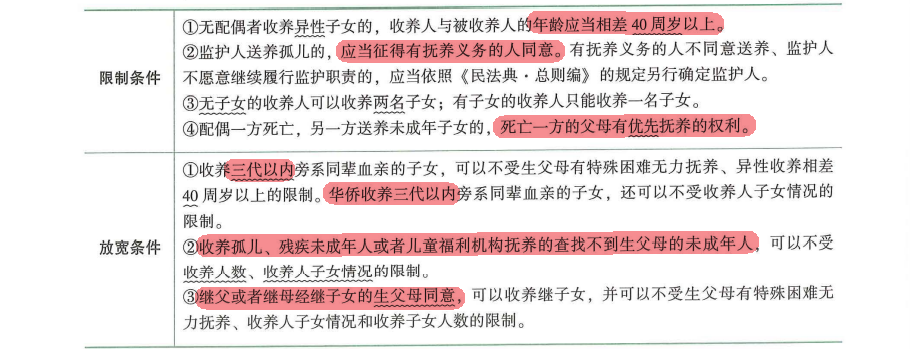 ①无配偶者收养异性子女的，收养人与被收养人的年龄应当相差 40 周岁以上。
②监护人送养孤儿的，应当征得有抚养义务的人同意。有抚养义务的人不同意送养、监护人
限制条件
不愿意继续履行监护职责的，应当依照《民法典·总则编》的规定另行确定监护人。
③无子女的收养人可以收养两名子女；有子女的收养人只能收养一名子女。
④配偶一方死亡，另一方送养未成年子女的，死亡一方的父母有优先抚养的权利。
①收养三代以内旁系同辈血亲的子女，可以不受生父母有特殊困难无力抚养、异性收养相差
40 周岁以上的限制。华侨收养三代以内旁系同辈血亲的子女，还可以不受收养人子女情况的
限制。
放宽条件
②收养孤儿、残疾未成年人或者儿童福利机构抚养的查找不到生父母的未成年人，可以不受
收养人数、收养人子女情况的限制。
③继父或者继母经继子女的生父母同意，可以收养继子女，并可以不受生父母有特殊困难无
力抚养、收养人子女情况和收养子女人数的限制。